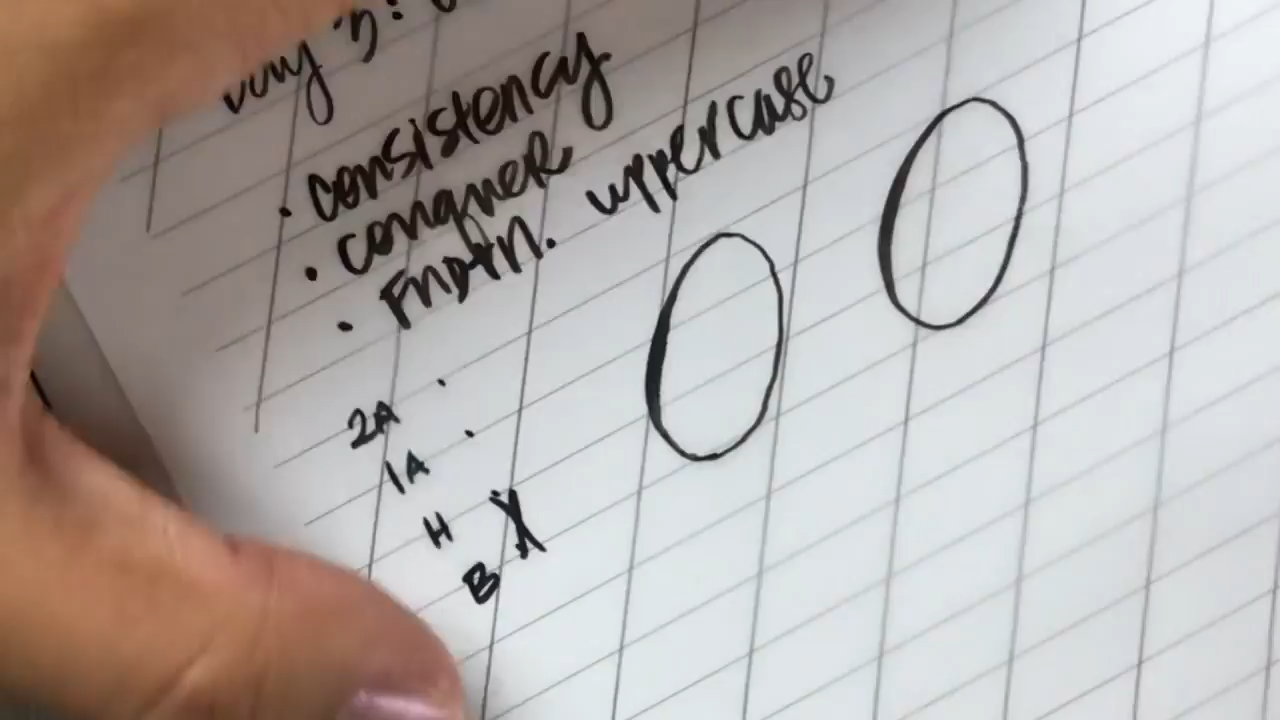 • consistency
• conquer
• FNDTN. uppercase
2A
1A
H X
B
O O